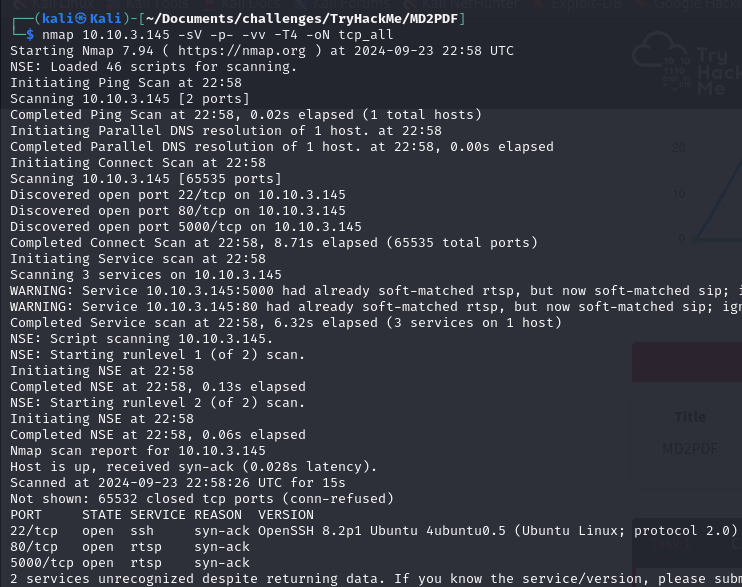 Kali Linux Kali Tools Kali Docs Kali Forums Kali NetHunter Exploit-DB Google Hack
┌──(kali㉿Kali)-[~/Documents/challenges/TryHackMe/MD2PDF]
└─$ nmap 10.10.3.145 -sV -p- -vv -T4 -oN tcp_all
Starting Nmap 7.94 ( https://nmap.org ) at 2024-09-23 22:58 UTC
NSE: Loaded 46 scripts for scanning.
Initiating Ping Scan at 22:58
Scanning 10.10.3.145 [2 ports]
Completed Ping Scan at 22:58, 0.02s elapsed (1 total hosts)
Initiating Parallel DNS resolution of 1 host. at 22:58
Completed Parallel DNS resolution of 1 host. at 22:58, 0.00s elapsed
Initiating Connect Scan at 22:58
Scanning 10.10.3.145 [65535 ports]
Discovered open port 22/tcp on 10.10.3.145
Discovered open port 80/tcp on 10.10.3.145
Discovered open port 5000/tcp on 10.10.3.145
Completed Connect Scan at 22:58, 8.71s elapsed (65535 total ports)
Initiating Service scan at 22:58
Scanning 3 services on 10.10.3.145
WARNING: Service 10.10.3.145:5000 had already soft-matched rtsp, but now soft-matched sip; i
WARNING: Service 10.10.3.145:80 had already soft-matched rtsp, but now soft-matched sip; ign
Completed Service scan at 22:58, 6.32s elapsed (3 services on 1 host)
NSE: Script scanning 10.10.3.145.
NSE: Starting runlevel 1 (of 2) scan.
Initiating NSE at 22:58
Completed NSE at 22:58, 0.13s elapsed
NSE: Starting runlevel 2 (of 2) scan.
Initiating NSE at 22:58
Completed NSE at 22:58, 0.06s elapsed
Nmap scan report for 10.10.3.145
Host is up, received syn-ack (0.028s latency).
Scanned at 2024-09-23 22:58:26 UTC for 15s
Not shown: 65532 closed tcp ports (conn-refused)
PORT     STATE SERVICE REASON  VERSION
22/tcp   open  ssh     syn-ack OpenSSH 8.2p1 Ubuntu 4ubuntu0.5 (Ubuntu Linux; protocol 2.0)
80/tcp   open  rtsp    syn-ack
5000/tcp open  rtsp    syn-ack
2 services unrecognized despite returning data. If you know the service/version, please subm
Try
Hack
Me
20
10
0
Title
MD2PDF